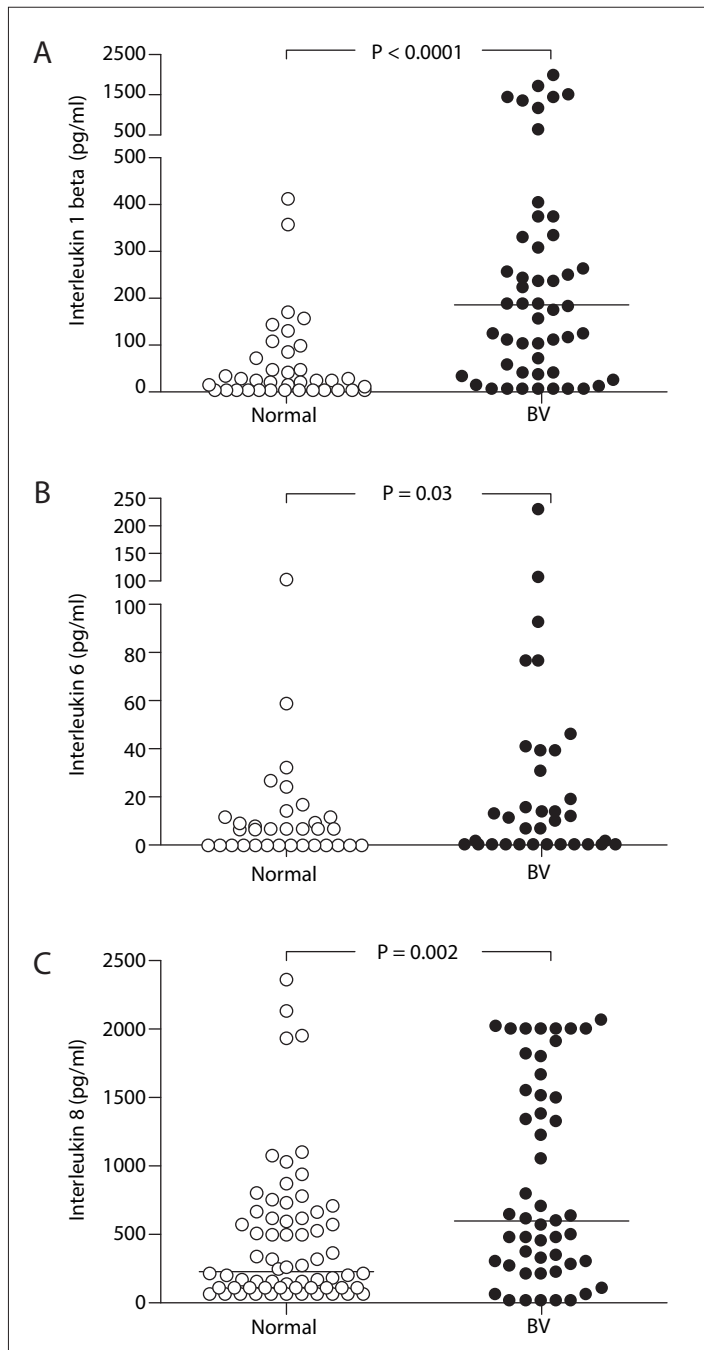 A
P < 0.0001
Interleukin 1 beta (pg/ml)
2500
1500
500
500
400
300
200
100
0
Normal
BV
B
P = 0.03
Interleukin 6 (pg/ml)
250
200
150
100
100
80
60
40
20
0
Normal
BV
C
P = 0.002
Interleukin 8 (pg/ml)
2500
2000
1500
1000
500
0
Normal
BV